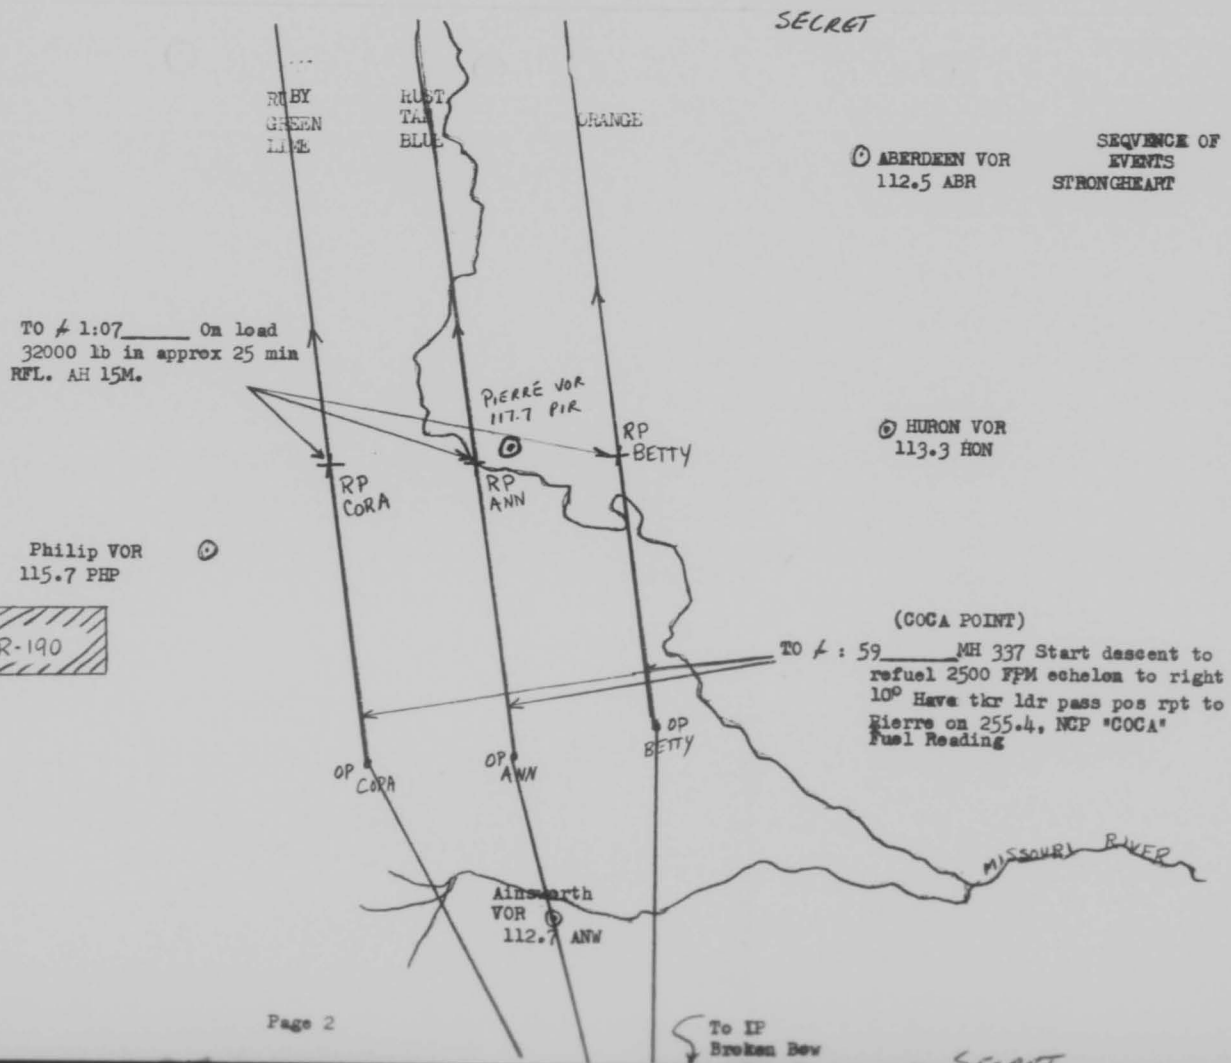 SECRET
RUBY
GREEN
LIME
RUST
TAN
BLUE
ORANGE
ABERDEEN VOR
112.5 ABR
SEQVENCE OF
EVENTS
STRONGHEART
TO ≁ 1:07______ On load
32000 lb in approx 25 min
RFL. AH 15M.
PIERRE VOR
117.7 PIR
RP
BETTY
HURON VOR
113.3 HON
RP
CORA
RP
ANN
Philip VOR
115.7 PHP
R-190
(COCA POINT)
TO ≁ : 59______MH 337 Start descent to
refuel 2500 FPM echelon to right
10° Have tkr ldr pass pos rpt to
Pierre on 255.4, NCP "COCA"
Fuel Reading
OP
BETTY
OP
ANN
OP
CORA
MISSOURI RIVER
Ainsworth
VOR
112.7 ANW
Page 2
To IP
Broken Bow
SECRET